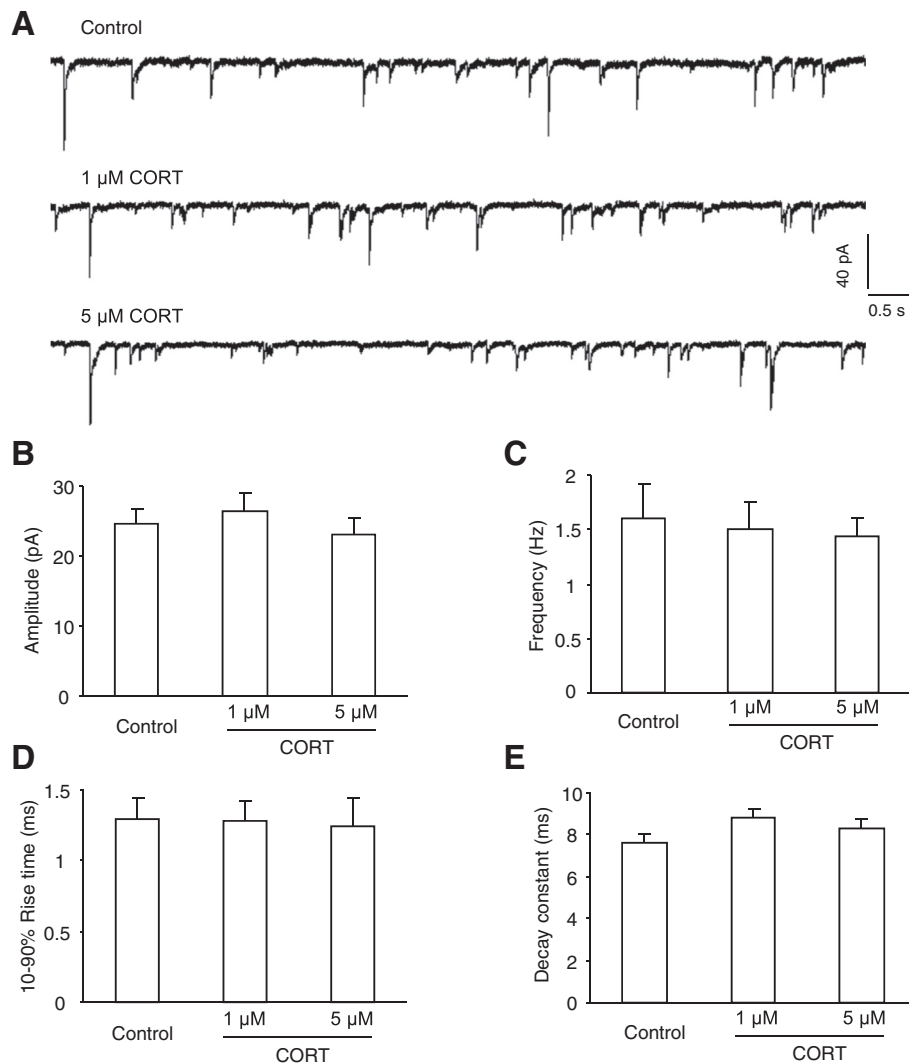 A
Control
1 µM CORT
40 pA
0.5 s
5 µM CORT
B
30
20
10
0
Amplitude (pA)
Control
1 µM
5 µM
CORT
C
2
1.5
1
0.5
0
Frequency (Hz)
Control
1 µM
5 µM
CORT
D
1.5
1
0.5
0
10-90% Rise time (ms)
Control
1 µM
5 µM
CORT
E
10
8
6
4
2
0
Decay constant (ms)
Control
1 µM
5 µM
CORT